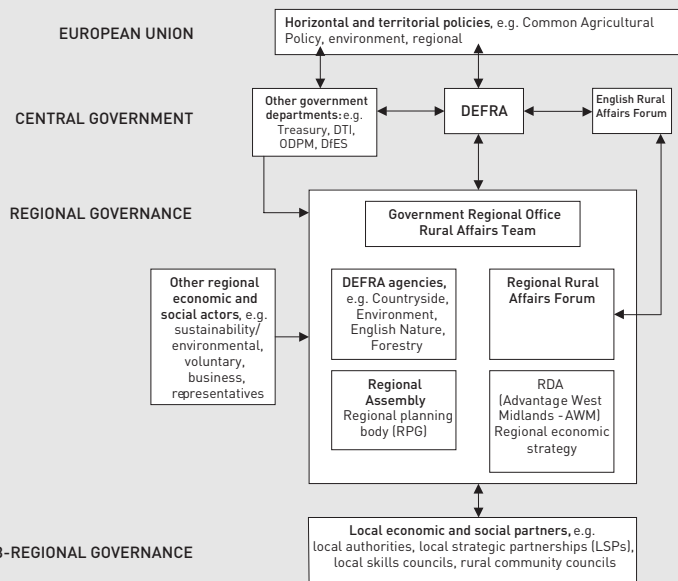 EUROPEAN UNION
Horizontal and territorial policies, e.g. Common Agricultural
Policy, environment, regional
CENTRAL GOVERNMENT
Other government
departments: e.g.
Treasury, DTI,
ODPM, DfES
DEFRA
English Rural
Affairs Forum
REGIONAL GOVERNANCE
Government Regional Office
Rural Affairs Team
Other regional
economic and
social actors, e.g.
sustainability/
environmental,
voluntary,
business,
representatives
DEFRA agencies,
e.g. Countryside,
Environment,
English Nature,
Forestry
Regional Rural
Affairs Forum
Regional
Assembly
Regional planning
body (RPG)
RDA
(Advantage West
Midlands - AWM)
Regional economic
strategy
B-REGIONAL GOVERNANCE
Local economic and social partners, e.g.
local authorities, local strategic partnerships (LSPs),
local skills councils, rural community councils